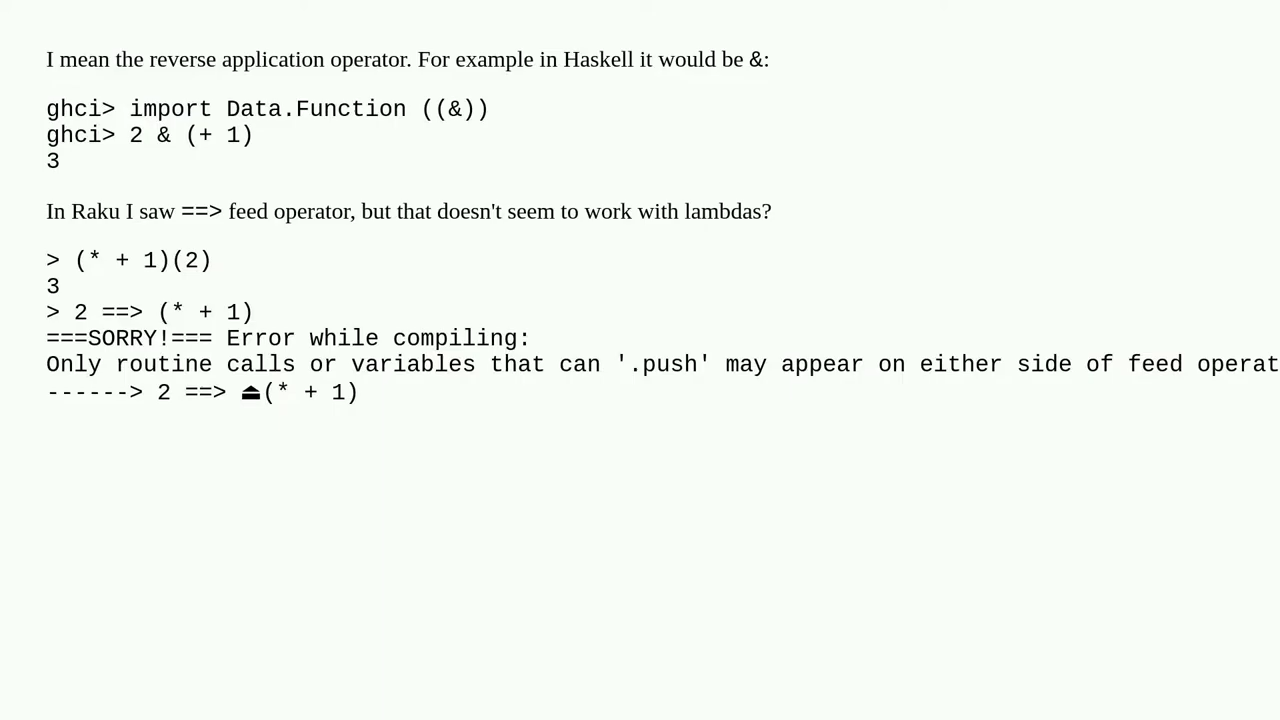 I mean the reverse application operator. For example in Haskell it would be &:
ghci> import Data.Function ((&))
ghci> 2 & (+ 1)
3
In Raku I saw ==> feed operator, but that doesn't seem to work with lambdas?
> (* + 1)(2)
3
> 2 ==> (* + 1)
===SORRY!=== Error while compiling:
Only routine calls or variables that can '.push' may appear on either side of feed operat
------> 2 ==> ⏏(* + 1)